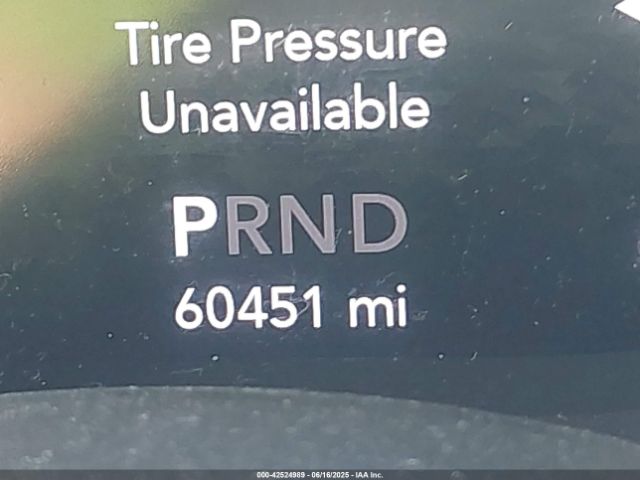 Tire Pressure
Unavailable
PRND
60451 mi
000-42524989 - 06/16/2025 - IAA Inc.